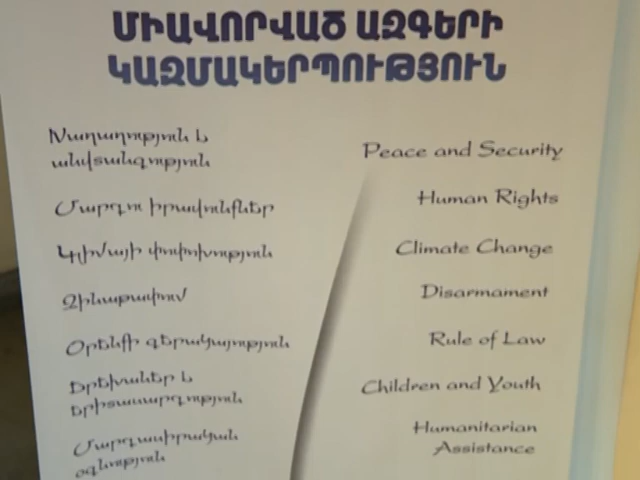 ՄԻԱՎՈՐՎԱԾ ԱԶԳԵՐԻ
ԿԱԶՄԱԿԵՐՊՈՒԹՅՈՒՆ
Խաղաղություն և
անվտանգություն
Peace and Security
Մարդու իրավունքներ
Human Rights
Կլիմայի փոփոխություն
Climate Change
Զինաթափում
Disarmament
Օրենքի գերակայություն
Rule of Law
Երեխաներ և
երիտասարդություն
Children and Youth
Մարդասիրական
օգնություն
Humanitarian
Assistance